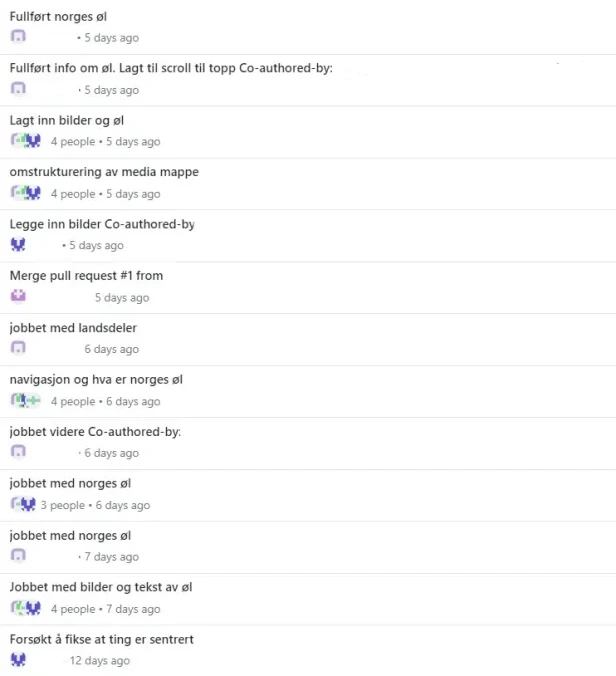 Fullført norges øl
• 5 days ago
Fullført info om øl. Lagt til scroll til topp Co-authored-by:
· 5 days ago
Lagt inn bilder og øl
4 people • 5 days ago
omstrukturering av media mappe
4 people • 5 days ago
Legge inn bilder Co-authored-by
• 5 days ago
Merge pull request #1 from
5 days ago
jobbet med landsdeler
6 days ago
navigasjon og hva er norges øl
4 people • 6 days ago
jobbet videre Co-authored-by:
· 6 days ago
jobbet med norges øl
3 people • 6 days ago
jobbet med norges øl
· 7 days ago
Jobbet med bilder og tekst av øl
4 people • 7 days ago
Forsøkt å fikse at ting er sentrert
12 days ago